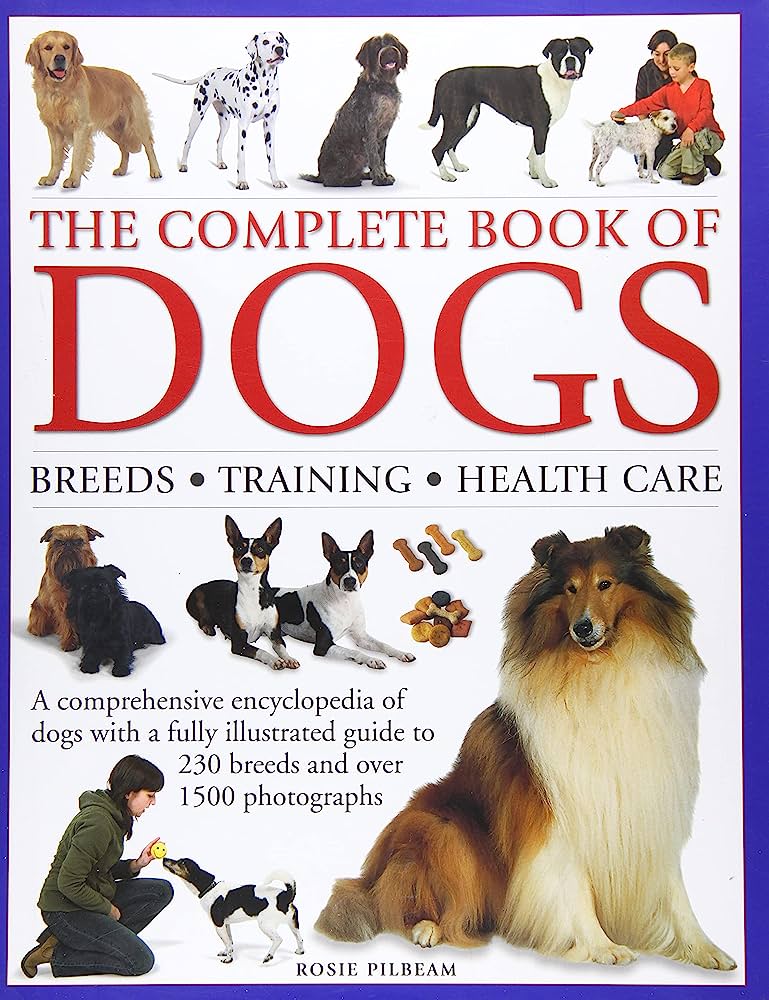 THE COMPLETE BOOK OF
DOGS
BREEDS • TRAINING • HEALTH CARE
A comprehensive encyclopedia of
dogs with a fully illustrated guide to
230 breeds and over
1500 photographs
ROSIE PILBEAM